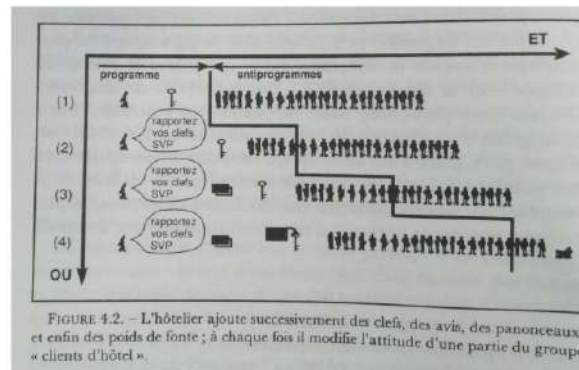 ET
programme
antiprogrammes
(1)
rapportez
vos clefs
SVP
(2)
rapportez
vos clefs
SVP
(3)
rapportez
vos clefs
SVP
(4)
OU
FIGURE 4.2. – L'hôtelier ajoute successivement des clefs, des avis, des panonceaux
et enfin des poids de fonte ; à chaque fois il modifie l'attitude d'une partie du groupe
« clients d'hôtel ».